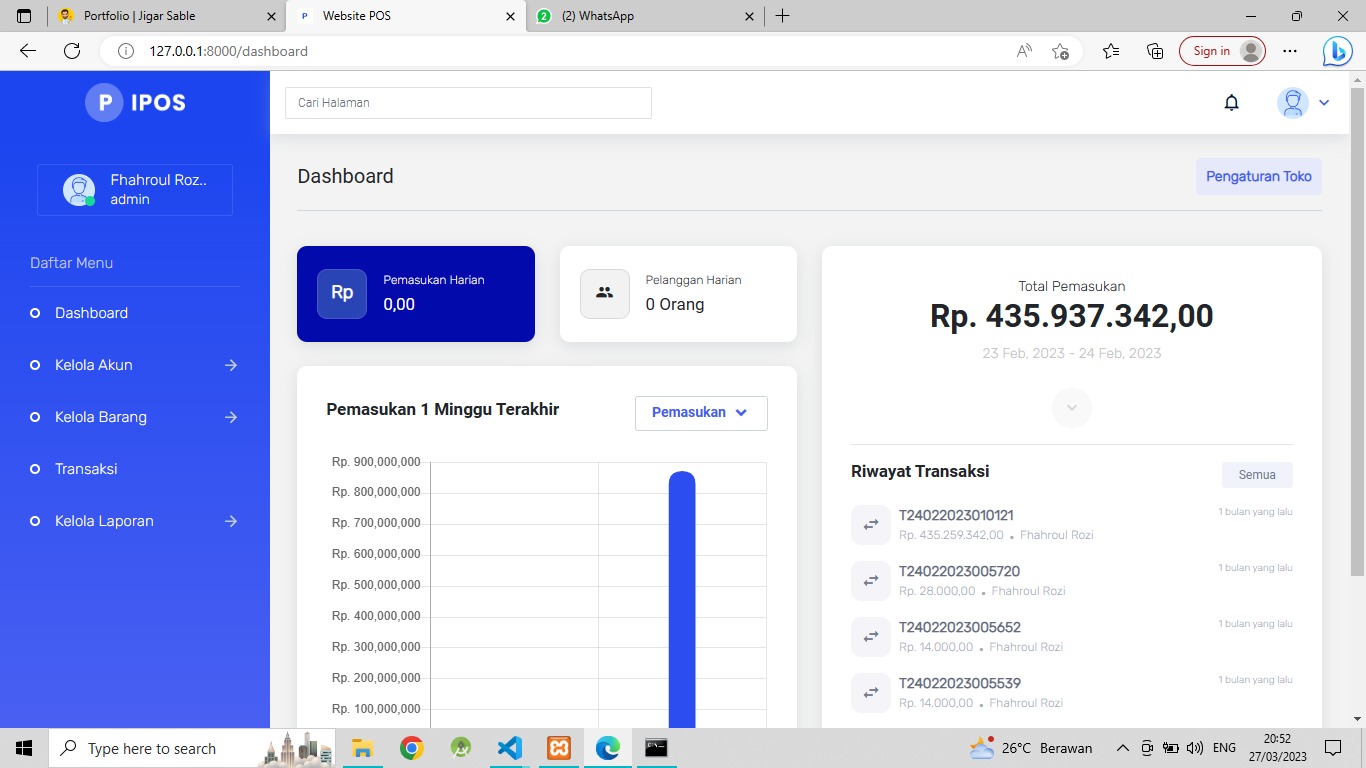 Portfolio | Jigar Sable
Website POS
2 (2) WhatsApp
127.0.0.1:8000/dashboard
Sign in
P IPOS
Cari Halaman
Fhahroul Roz..
admin
Dashboard
Pengaturan Toko
Daftar Menu
Dashboard
Kelola Akun
Kelola Barang
Transaksi
Kelola Laporan
Rp
Pemasukan Harian
0,00
Pelanggan Harian
0 Orang
Pemasukan 1 Minggu Terakhir
Pemasukan
Rp. 900,000,000
Rp. 800,000,000
Rp. 700,000,000
Rp. 600,000,000
Rp. 500,000,000
Rp. 400,000,000
Rp. 300,000,000
Rp. 200,000,000
Rp. 100,000,000
Total Pemasukan
Rp. 435.937.342,00
23 Feb, 2023 - 24 Feb, 2023
Riwayat Transaksi
Semua
T24022023010121
1 bulan yang lalu
Rp. 435.259.342,00 • Fhahroul Rozi
T24022023005720
1 bulan yang lalu
Rp. 28.000,00 • Fhahroul Rozi
T24022023005652
1 bulan yang lalu
Rp. 14.000,00 • Fhahroul Rozi
T24022023005539
1 bulan yang lalu
Rp. 14.000,00 • Fhahroul Rozi
Type here to search
26°C Berawan
ENG
20:52
27/03/2023